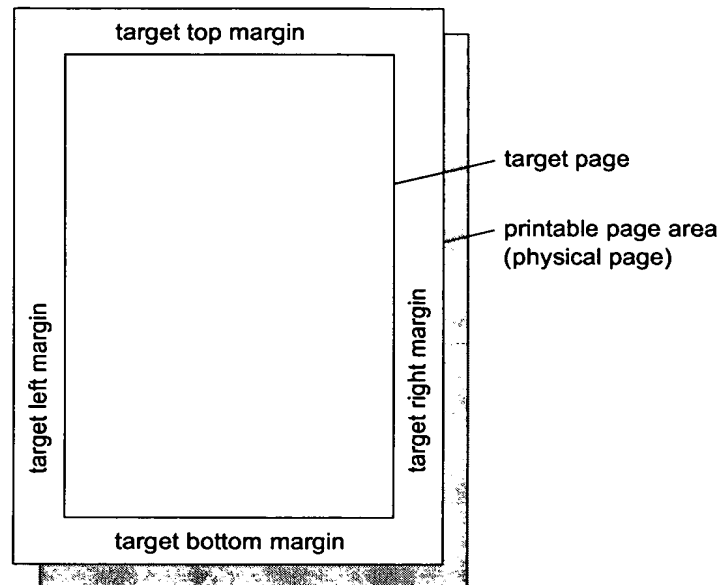 target top margin
target page
printable page area
(physical page)
target left margin
target right margin
target bottom margin